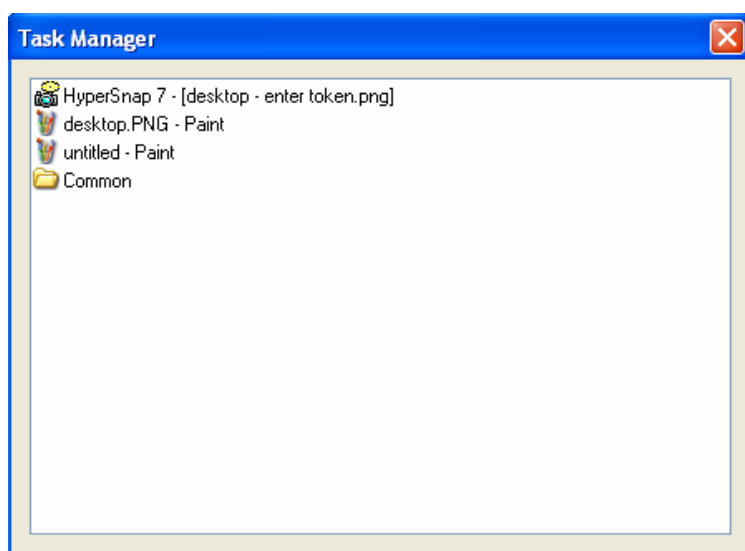 Task Manager
HyperSnap 7 - [desktop - enter token.png]
desktop.PNG - Paint
untitled - Paint
Common